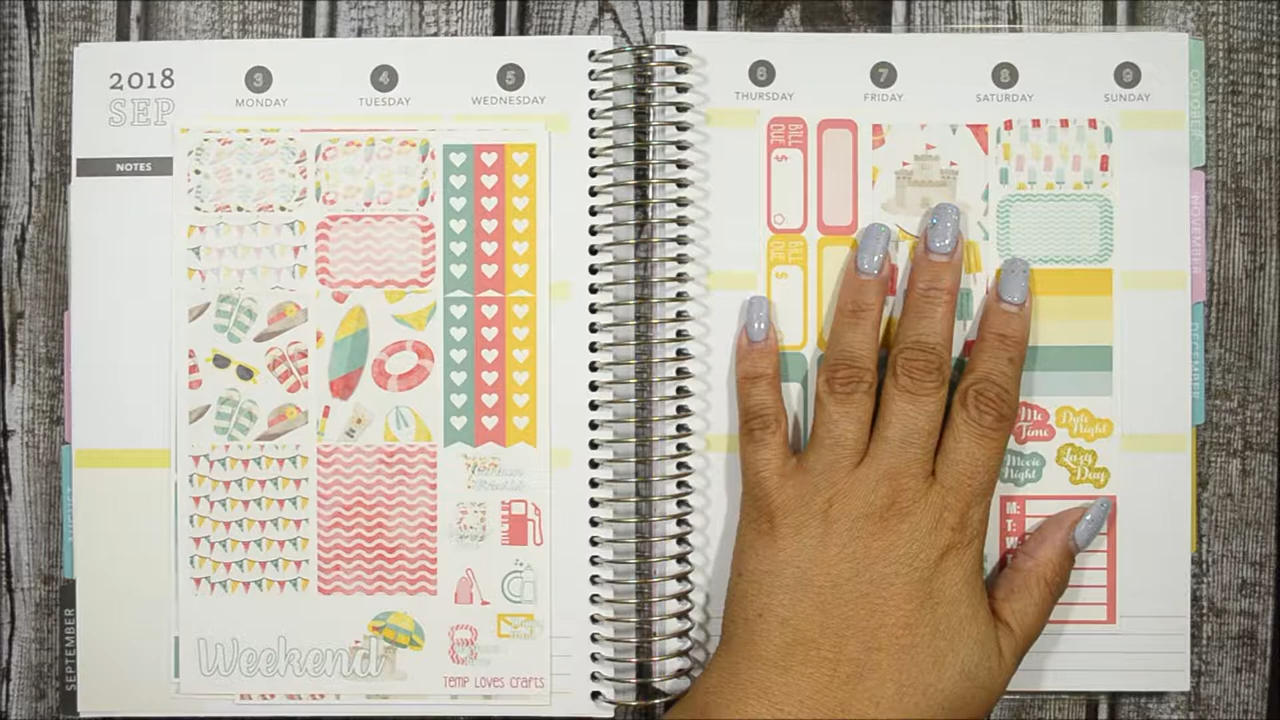 2018
SEP
3 4 5
MONDAY TUESDAY WEDNESDAY
NOTES
Weekend
TEMP LOVES CRAFTS
SEPTEMBER
6 7 8 9
THURSDAY FRIDAY SATURDAY SUNDAY
BILL DUE
$
BILL DUE
$
Me Time
Date Night
Movie Night
Lazy Day
M:
T:
W:
OCTOBER
NOVEMBER
DECEMBER